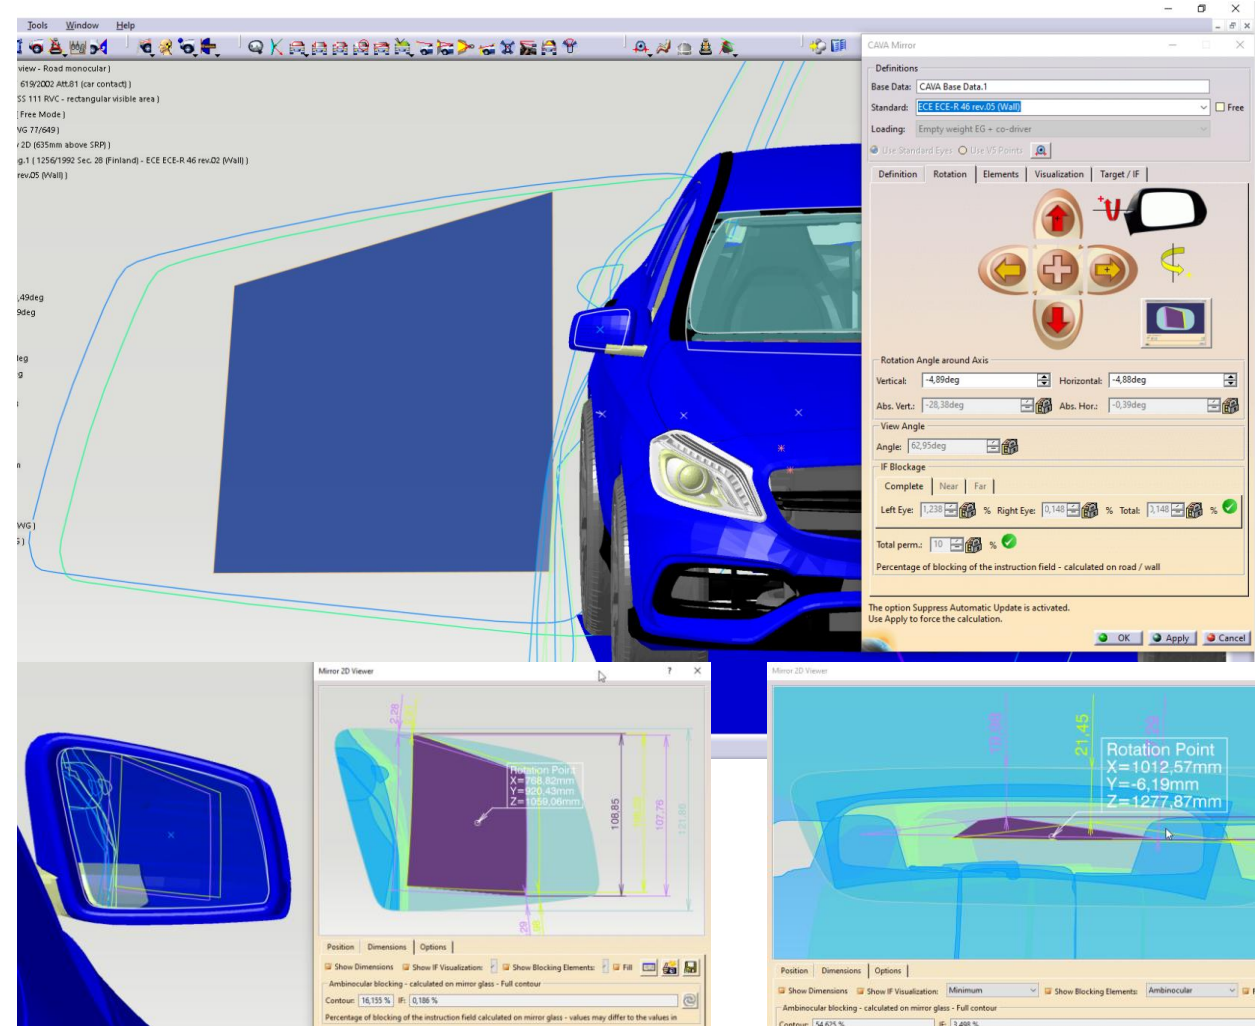 Tools Window Help
view - Road monocular )
619/2002 Att.81 (car contact) )
SS 111 RVC - rectangular visible area )
Free Mode )
VG 77/649 )
2D (635mm above SRP) )
g.1 ( 1256/1992 Sec. 28 (Finland) - ECE ECE-R 46 rev.02 (Wall) )
rev.05 (Wall) )
,49deg
9deg
leg
g
WG )
CAVA Mirror
Definitions
Base Data: CAVA Base Data.1
Standard: ECE ECE-R 46 rev.05 (Wall) Free
Loading: Empty weight EG + co-driver
Use Standard Eyes Use V5 Points
Definition Rotation Elements Visualization Target / IF
Rotation Angle around Axis
Vertical: -4,89deg Horizontal: -4,88deg
Abs. Vert.: -28,38deg Abs. Hor.: -0,39deg
View Angle
Angle: 62,95deg
IF Blockage
Complete Near Far
Left Eye: 1,238 % Right Eye: 0,148 % Total: 3,148 %
Total perm.: 10 %
Percentage of blocking of the instruction field - calculated on road / wall
The option Suppress Automatic Update is activated.
Use Apply to force the calculation.
OK Apply Cancel
Mirror 2D Viewer ?
2,28
Rotation Point
X=768,82mm
Y=920,43mm
Z=1059,06mm
108,85
107,76
121,86
Position Dimensions Options
Show Dimensions Show IF Visualization: Show Blocking Elements: Fill
Ambinocular blocking - calculated on mirror glass - Full contour
Contour: 16,155 % IF: 0,186 %
Percentage of blocking of the instruction field calculated on mirror glass - values may differ to the values in
Mirror 2D Viewer
21,45
Rotation Point
X=1012,57mm
Y=-6,19mm
Z=1277,87mm
Position Dimensions Options
Show Dimensions Show IF Visualization: Minimum Show Blocking Elements: Ambinocular F
Ambinocular blocking - calculated on mirror glass - Full contour
Contour: 54,625 % IF: 3,498 %